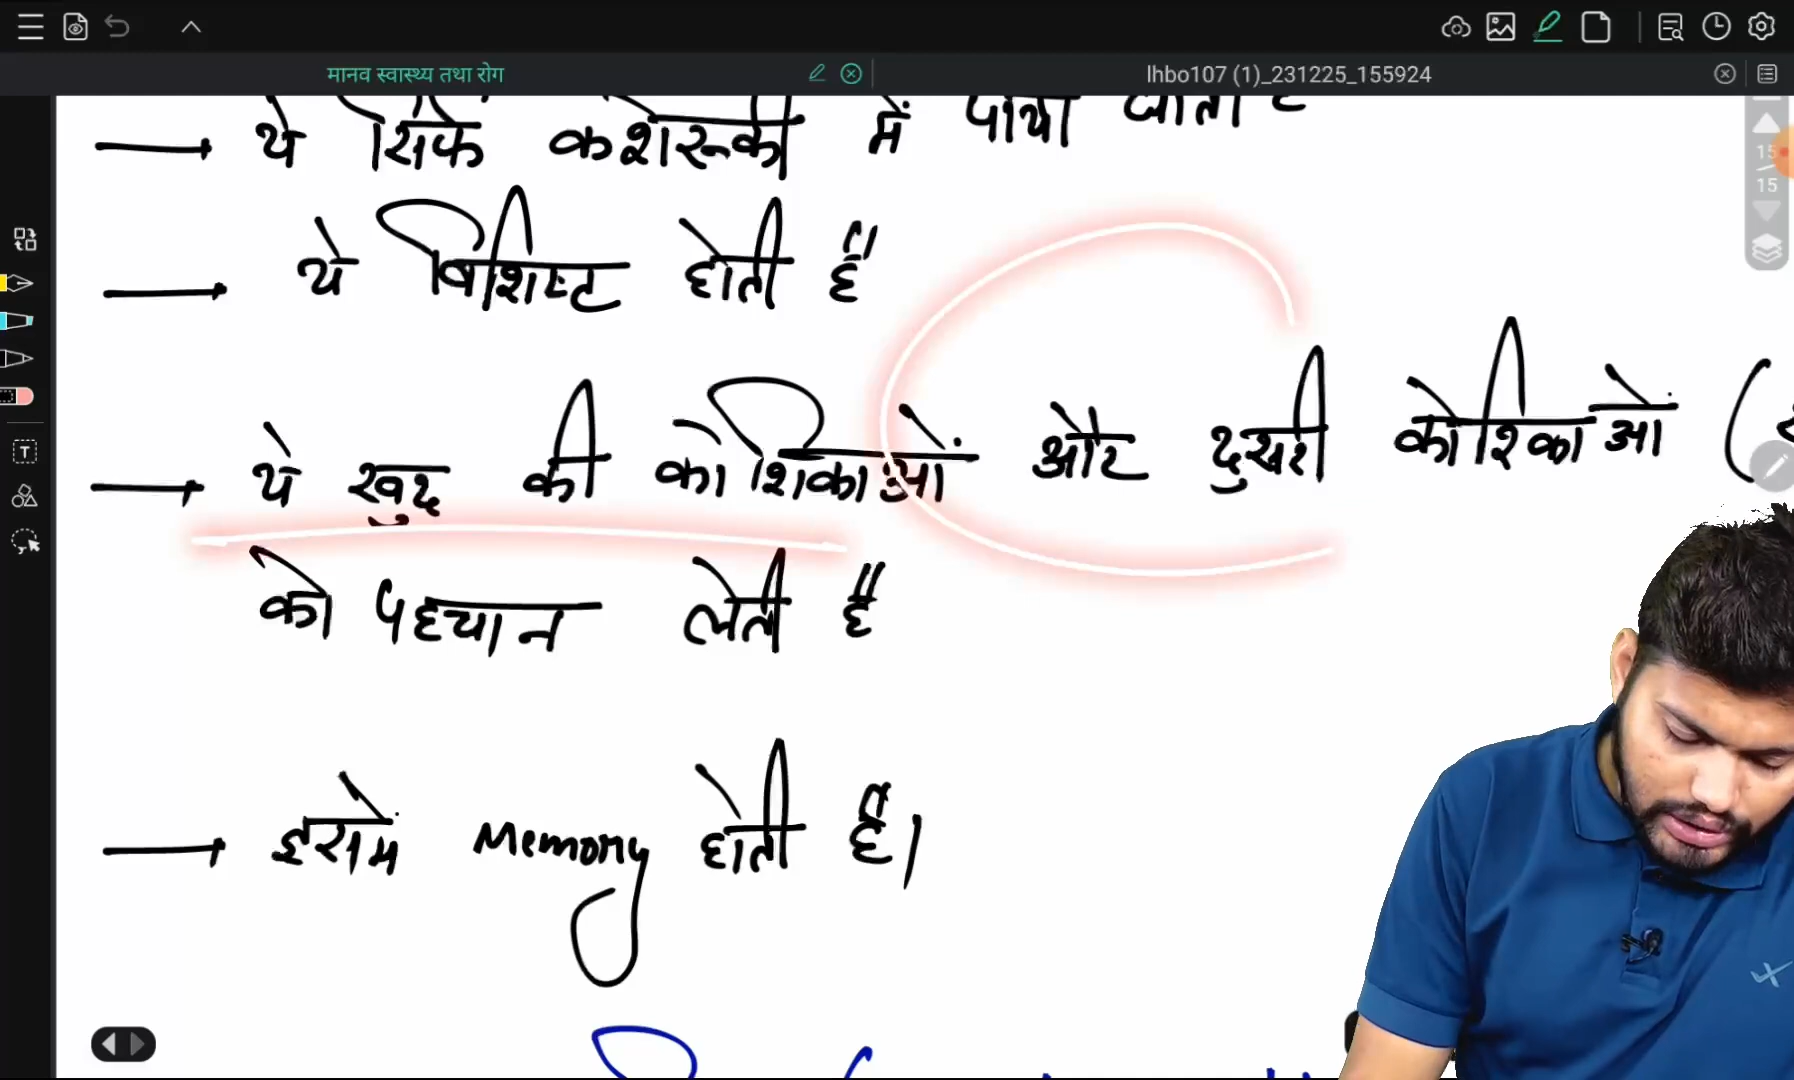 मानव स्वास्थ्य तथा रोग
lhbo107 (1)_231225_155924
15
15
→ ये सिर्फ कशेरूकी में पाया जाता
→ ये विशिष्ट होती हैं
→ ये खुद की कोशिकाओं और दुसरी कोशिकाओं (
को पहचान लेती हैं
→ इसमें Memory होती है।